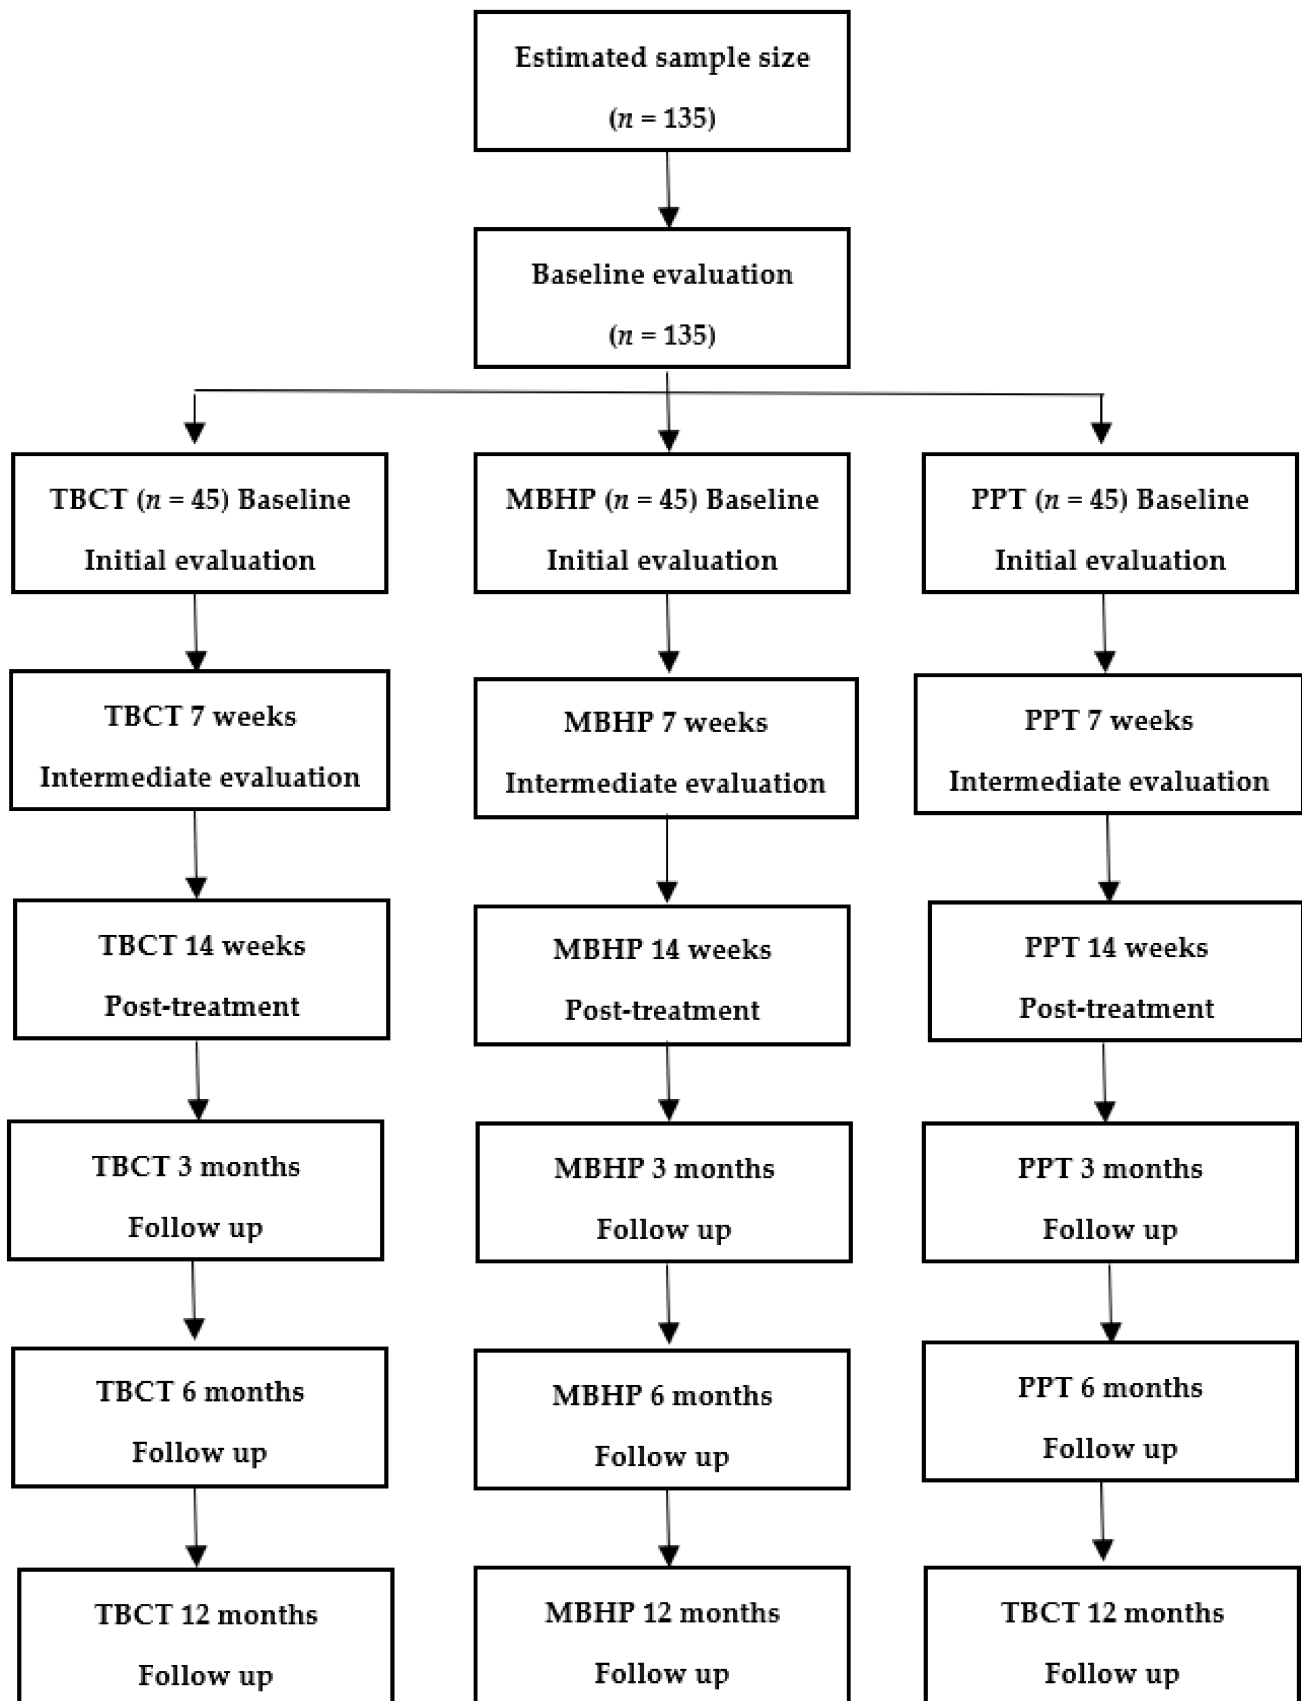 Estimated sample size
(n = 135)
Baseline evaluation
(n = 135)
TBCT (n = 45) Baseline
Initial evaluation
MBHP (n = 45) Baseline
Initial evaluation
PPT (n = 45) Baseline
Initial evaluation
TBCT 7 weeks
Intermediate evaluation
MBHP 7 weeks
Intermediate evaluation
PPT 7 weeks
Intermediate evaluation
TBCT 14 weeks
Post-treatment
MBHP 14 weeks
Post-treatment
PPT 14 weeks
Post-treatment
TBCT 3 months
Follow up
MBHP 3 months
Follow up
PPT 3 months
Follow up
TBCT 6 months
Follow up
MBHP 6 months
Follow up
PPT 6 months
Follow up
TBCT 12 months
Follow up
MBHP 12 months
Follow up
TBCT 12 months
Follow up